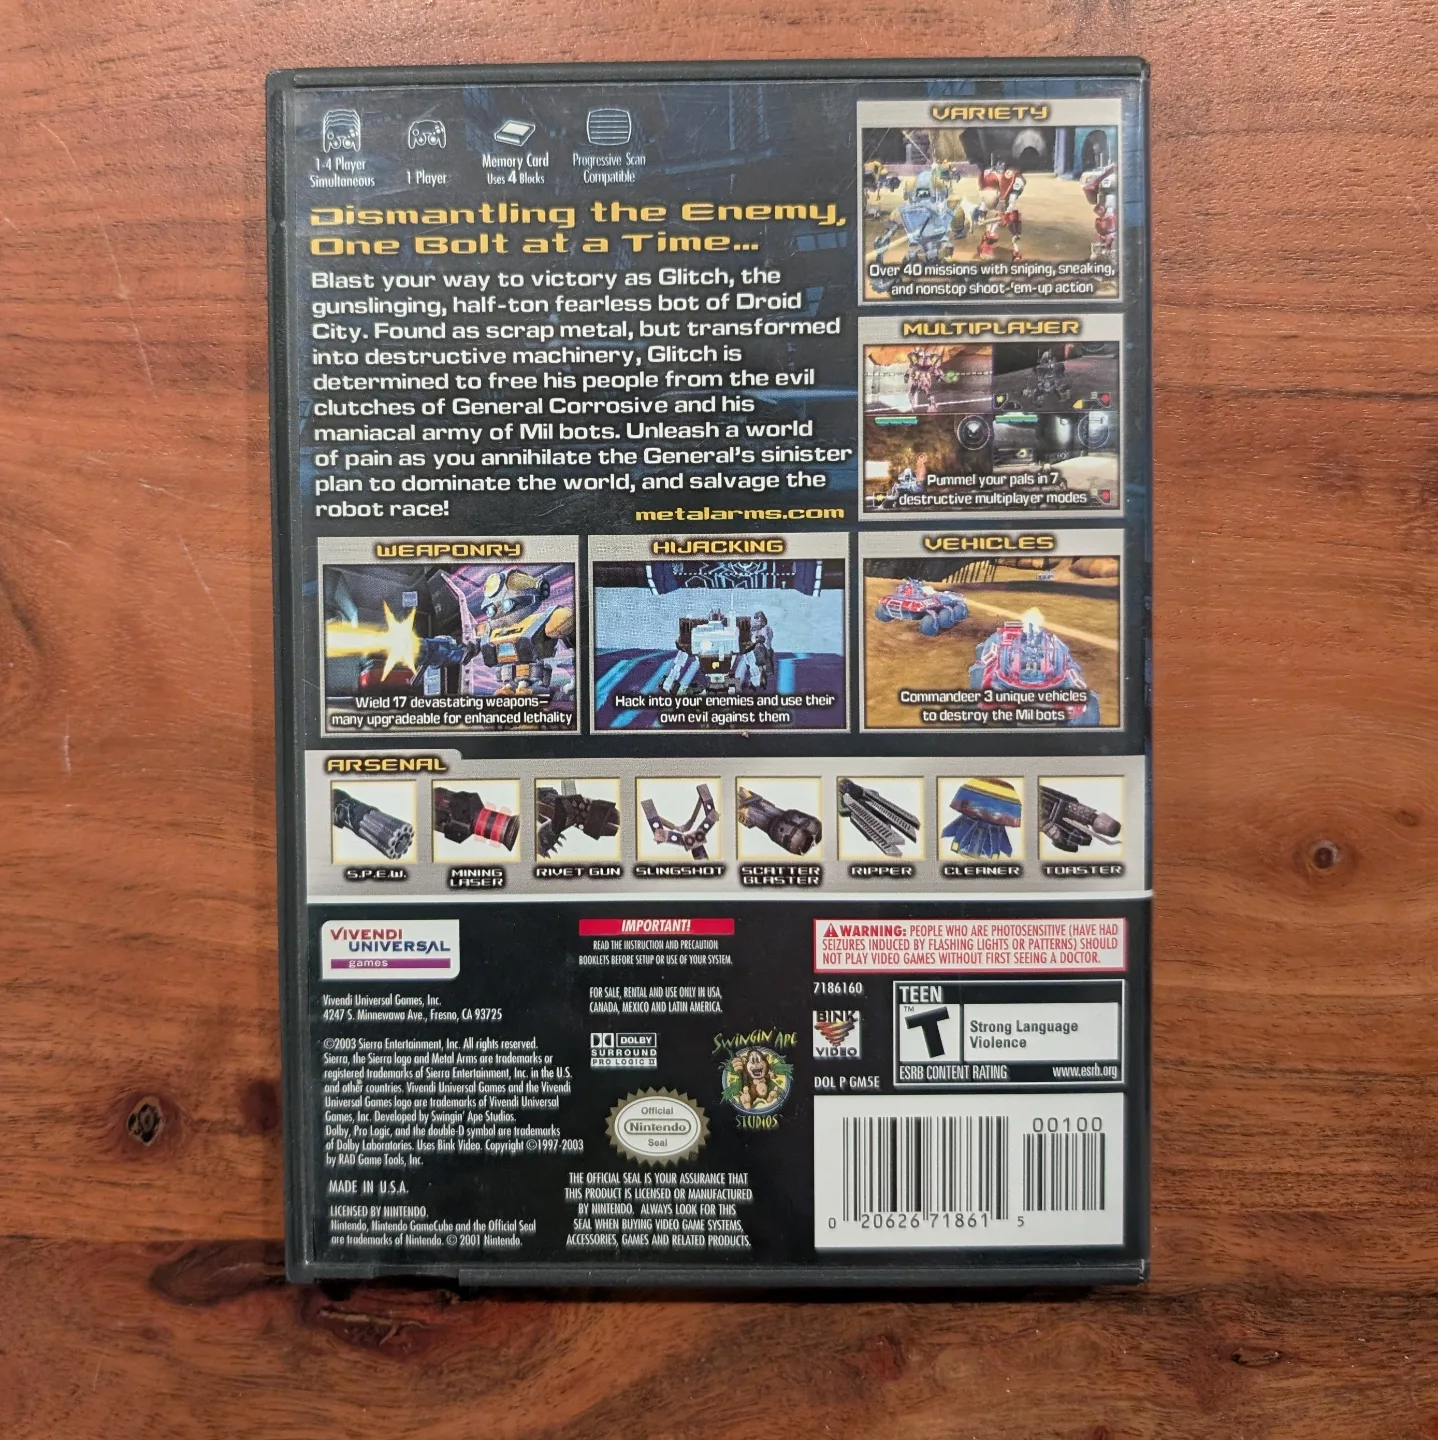 1-4 Player
Simultaneous
1 Player
Memory Card
Uses 4 Blocks
Progressive Scan
Compatible
Dismantling the Enemy,
One Bolt at a Time...
Blast your way to victory as Glitch, the
gunslinging, half-ton fearless bot of Droid
City. Found as scrap metal, but transformed
into destructive machinery, Glitch is
determined to free his people from the evil
clutches of General Corrosive and his
maniacal army of Mil bots. Unleash a world
of pain as you annihilate the General's sinister
plan to dominate the world, and salvage the
robot race!
metalarms.com
VARIETY
Over 40 missions with sniping, sneaking,
and nonstop shoot-'em-up action
MULTIPLAYER
Pummel your pals in 7
destructive multiplayer modes
WEAPONRY
Wield 17 devastating weapons—
many upgradeable for enhanced lethality
HIJACKING
Hack into your enemies and use their
own evil against them
VEHICLES
Commandeer 3 unique vehicles
to destroy the Mil bots
ARSENAL
S.P.E.W.
MINING
LASER
RIVET GUN
SLINGSHOT
SCATTER
BLASTER
RIPPER
CLEANER
TOASTER
VIVENDI
UNIVERSAL
games
Vivendi Universal Games, Inc.
4247 S. Minnewawa Ave., Fresno, CA 93725
©2003 Sierra Entertainment, Inc. All rights reserved.
Sierra, the Sierra logo and Metal Arms are trademarks or
registered trademarks of Sierra Entertainment, Inc. in the U.S.
and other countries. Vivendi Universal Games and the Vivendi
Universal Games logo are trademarks of Vivendi Universal
Games, Inc. Developed by Swingin' Ape Studios.
Dolby, Pro Logic, and the double-D symbol are trademarks
of Dolby Laboratories. Uses Bink Video. Copyright ©1997-2003
by RAD Game Tools, Inc.
MADE IN U.S.A.
LICENSED BY NINTENDO.
Nintendo, Nintendo GameCube and the Official Seal
are trademarks of Nintendo. © 2001 Nintendo.
IMPORTANT!
READ THE INSTRUCTION AND PRECAUTION
BOOKLETS BEFORE SETUP OR USE OF YOUR SYSTEM.
FOR SALE, RENTAL AND USE ONLY IN USA,
CANADA, MEXICO AND LATIN AMERICA.
DOLBY
SURROUND
PRO LOGIC II
SWINGIN' APE
STUDIOS
Official
Nintendo
Seal
THE OFFICIAL SEAL IS YOUR ASSURANCE THAT
THIS PRODUCT IS LICENSED OR MANUFACTURED
BY NINTENDO. ALWAYS LOOK FOR THIS
SEAL WHEN BUYING VIDEO GAME SYSTEMS,
ACCESSORIES, GAMES AND RELATED PRODUCTS.
WARNING: PEOPLE WHO ARE PHOTOSENSITIVE (HAVE HAD
SEIZURES INDUCED BY FLASHING LIGHTS OR PATTERNS) SHOULD
NOT PLAY VIDEO GAMES WITHOUT FIRST SEEING A DOCTOR.
7186160
BINK
VIDEO
DOL P GM5E
TEEN
T
TM
Strong Language
Violence
ESRB CONTENT RATING www.esrb.org
00100
0 20626 71861 5